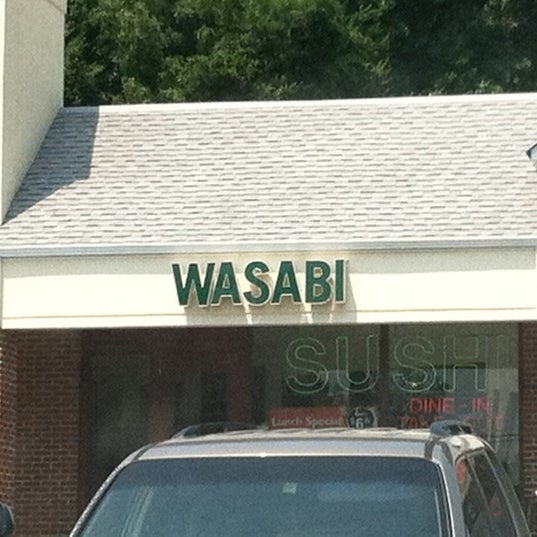 WASABI
SUSHI
DINE-IN
Lunch Special